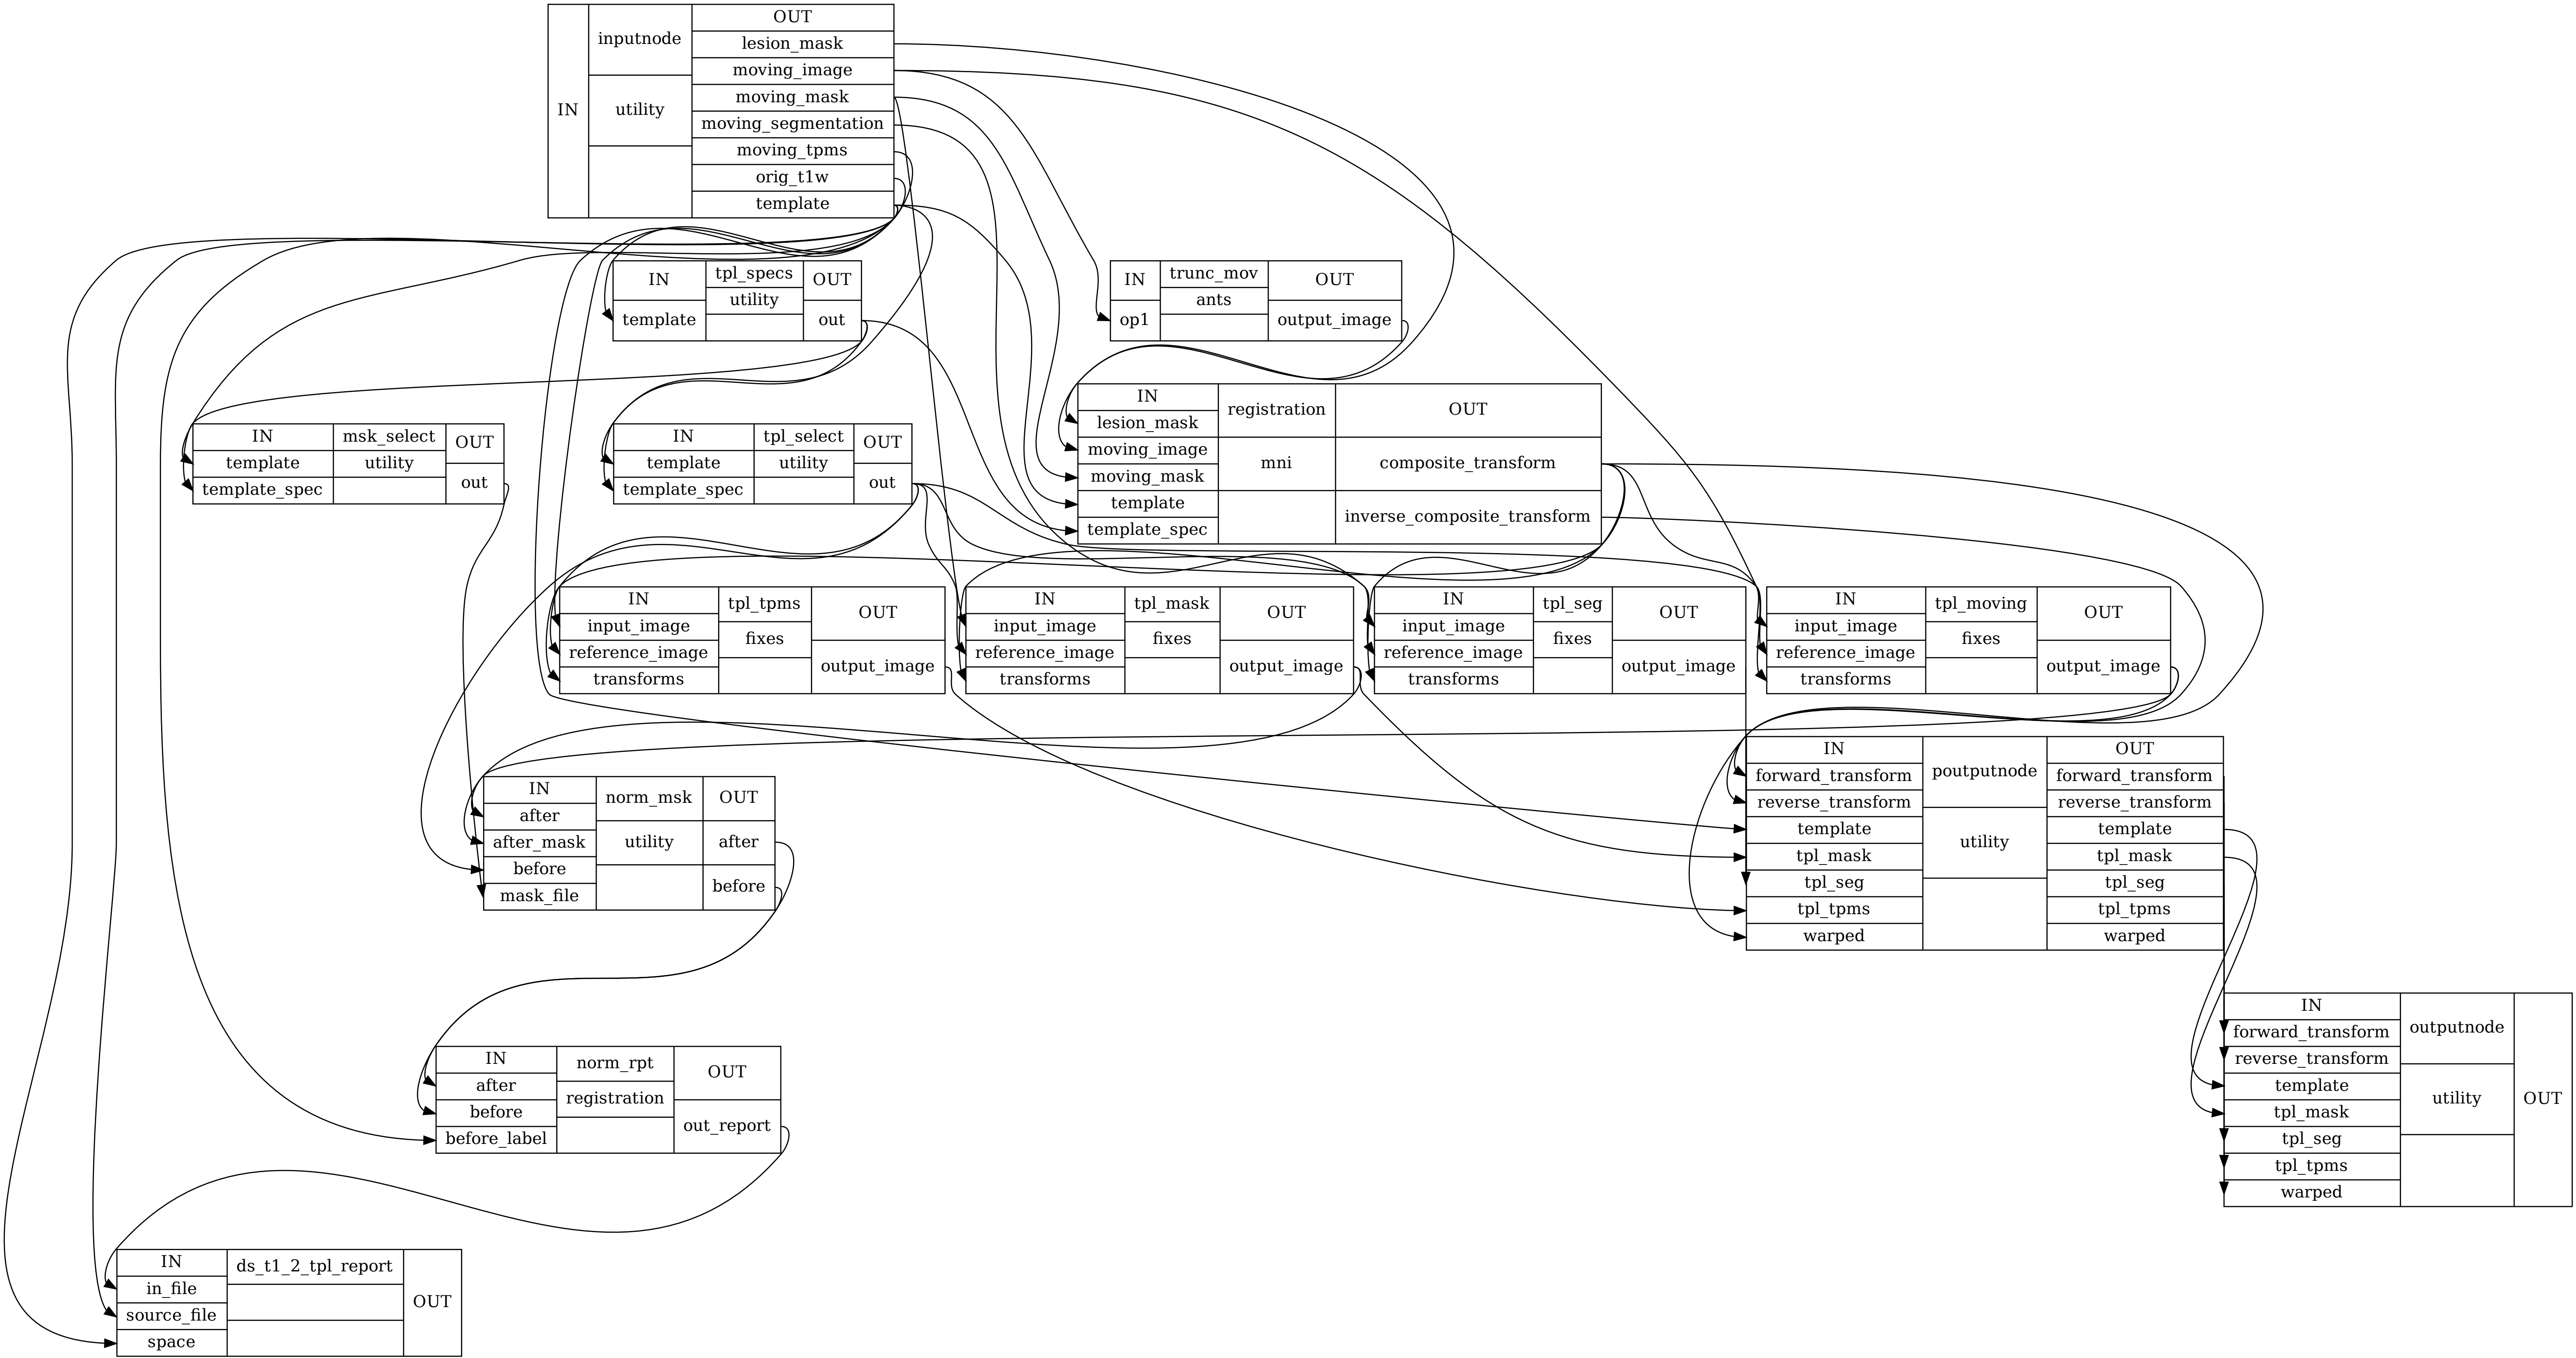 IN
inputnode
utility
OUT
lesion_mask
moving_image
moving_mask
moving_segmentation
moving_tpms
orig_t1w
template
IN
template
tpl_specs
utility
OUT
out
IN
op1
trunc_mov
ants
OUT
output_image
IN
template
template_spec
msk_select
utility
OUT
out
IN
template
template_spec
tpl_select
utility
OUT
out
IN
lesion_mask
moving_image
moving_mask
template
template_spec
registration
mni
OUT
composite_transform
inverse_composite_transform
IN
input_image
reference_image
transforms
tpl_tpms
fixes
OUT
output_image
IN
input_image
reference_image
transforms
tpl_mask
fixes
OUT
output_image
IN
input_image
reference_image
transforms
tpl_seg
fixes
OUT
output_image
IN
input_image
reference_image
transforms
tpl_moving
fixes
OUT
output_image
IN
after
after_mask
before
mask_file
norm_msk
utility
OUT
after
before
IN
forward_transform
reverse_transform
template
tpl_mask
tpl_seg
tpl_tpms
warped
poutputnode
utility
OUT
forward_transform
reverse_transform
template
tpl_mask
tpl_seg
tpl_tpms
warped
IN
forward_transform
reverse_transform
template
tpl_mask
tpl_seg
tpl_tpms
warped
outputnode
utility
OUT
IN
after
before
before_label
norm_rpt
registration
OUT
out_report
IN
in_file
source_file
space
ds_t1_2_tpl_report
OUT